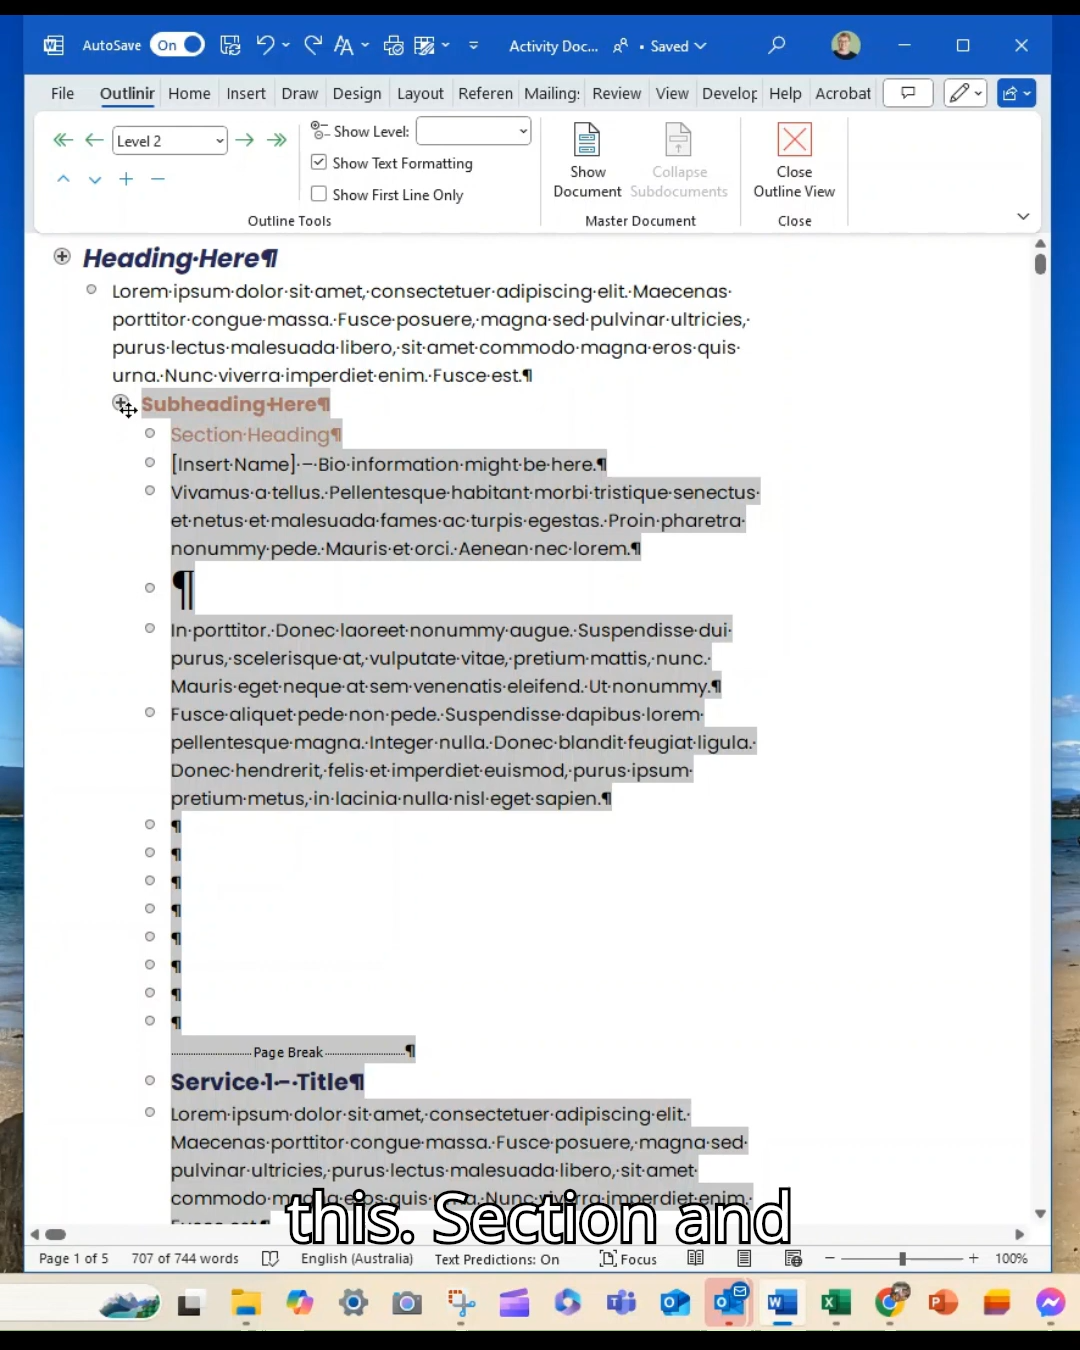 AutoSave On Activity Doc... • Saved
File Outlinir Home Insert Draw Design Layout Referen Mailing: Review View Develop Help Acrobat
Level 2
Show Level:
Show Text Formatting
Show First Line Only
Outline Tools
Show Document
Collapse Subdocuments
Master Document
Close Outline View
Close
Heading·Here¶
Lorem·ipsum·dolor·sit·amet,·consectetuer·adipiscing·elit.·Maecenas·
porttitor·congue·massa.·Fusce·posuere,·magna·sed·pulvinar·ultricies,·
purus·lectus·malesuada·libero,·sit·amet·commodo·magna·eros·quis·
urna.·Nunc·viverra·imperdiet·enim.·Fusce·est.¶
Subheading·Here¶
Section·Heading¶
[Insert·Name]·–·Bio·information·might·be·here.¶
Vivamus·a·tellus.·Pellentesque·habitant·morbi·tristique·senectus·
et·netus·et·malesuada·fames·ac·turpis·egestas.·Proin·pharetra·
nonummy·pede.·Mauris·et·orci.·Aenean·nec·lorem.¶
¶
In·porttitor.·Donec·laoreet·nonummy·augue.·Suspendisse·dui·
purus,·scelerisque·at,·vulputate·vitae,·pretium·mattis,·nunc.·
Mauris·eget·neque·at·sem·venenatis·eleifend.·Ut·nonummy.¶
Fusce·aliquet·pede·non·pede.·Suspendisse·dapibus·lorem·
pellentesque·magna.·Integer·nulla.·Donec·blandit·feugiat·ligula.·
Donec·hendrerit,·felis·et·imperdiet·euismod,·purus·ipsum·
pretium·metus,·in·lacinia·nulla·nisl·eget·sapien.¶
¶
¶
¶
¶
¶
¶
¶
¶
Page Break¶
Service·1·–·Title¶
Lorem·ipsum·dolor·sit·amet,·consectetuer·adipiscing·elit.·
Maecenas·porttitor·congue·massa.·Fusce·posuere,·magna·sed·
pulvinar·ultricies,·purus·lectus·malesuada·libero,·sit·amet·
commodo·magna·eros·quis·urna.·Nunc·viverra·imperdiet·enim.·
this. Section and
Page 1 of 5 707 of 744 words English (Australia) Text Predictions: On Focus 100%